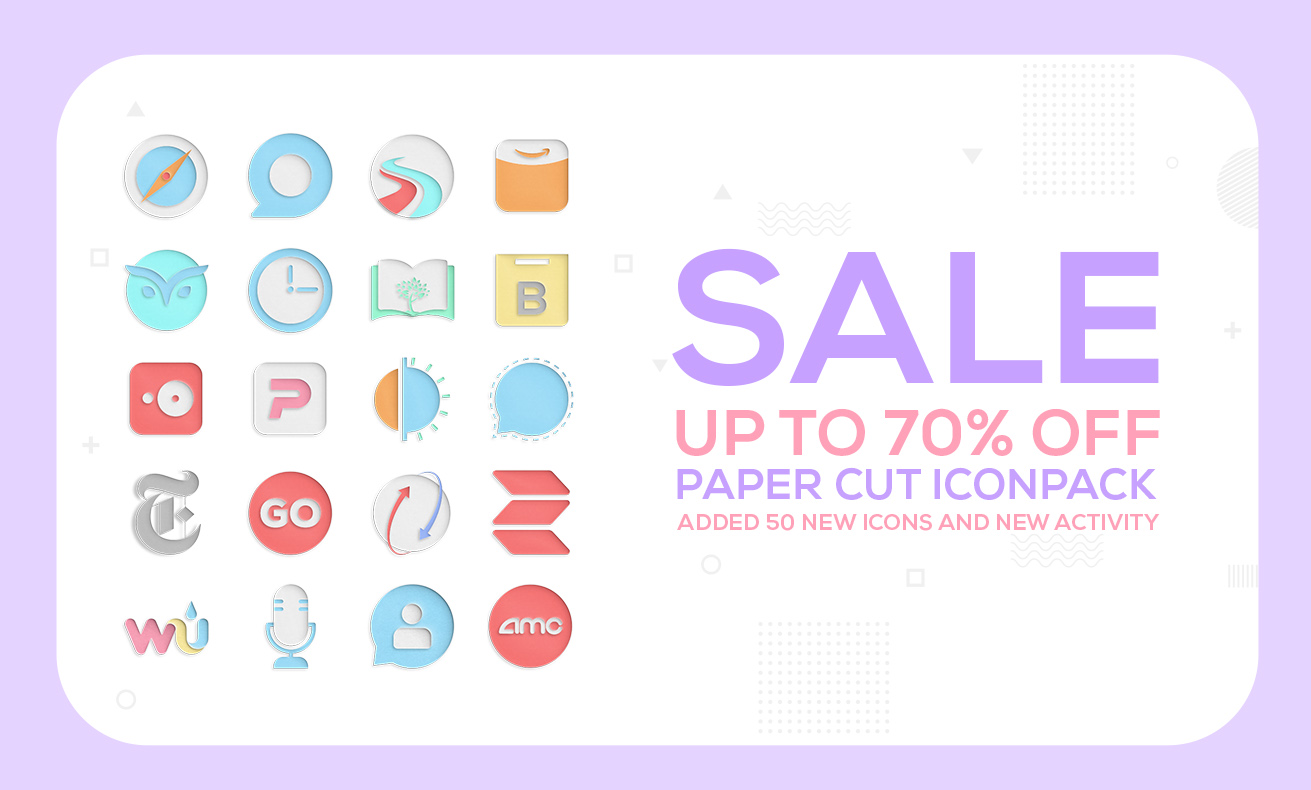 B
P
T
GO
wu
amc
SALE
UP TO 70% OFF
PAPER CUT ICONPACK
ADDED 50 NEW ICONS AND NEW ACTIVITY